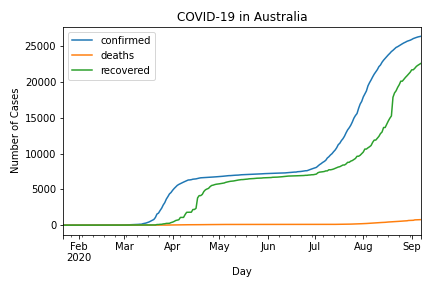 COVID-19 in Australia
confirmed
deaths
recovered
Number of Cases
25000
20000
15000
10000
5000
0
Feb Mar Apr May Jun Jul Aug Sep
2020
Day